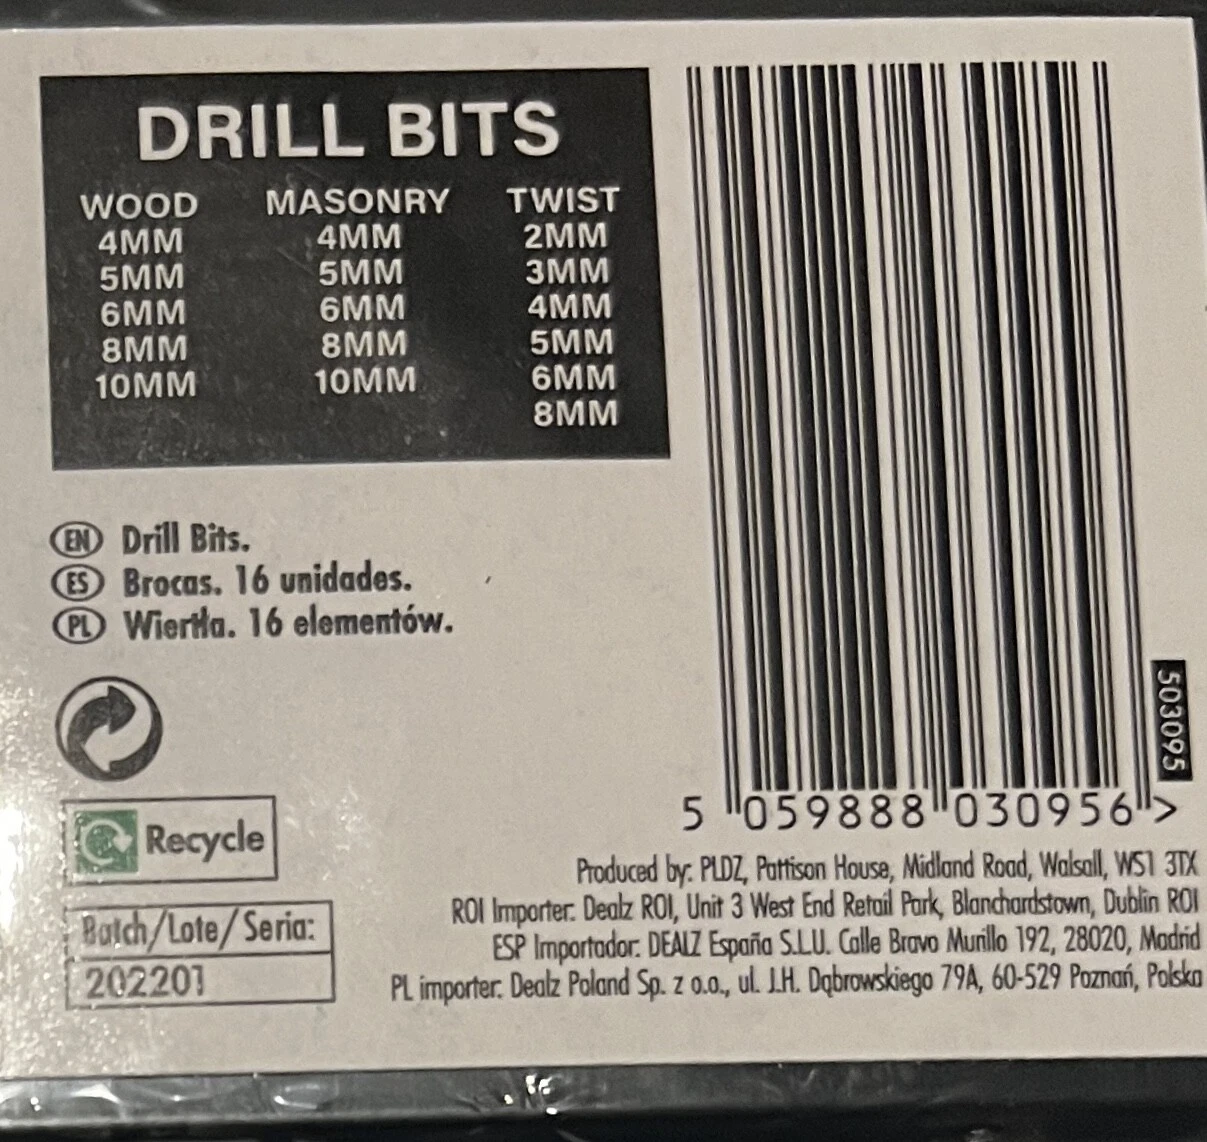 DRILL BITS
WOOD MASONRY TWIST
4MM 4MM 2MM
5MM 5MM 3MM
6MM 6MM 4MM
8MM 8MM 5MM
10MM 10MM 6MM
8MM
EN Drill Bits.
ES Brocas. 16 unidades.
PL Wiertła. 16 elementów.
Recycle
Batch/Lote/Seria:
202201
503095
5 059888 030956 >
Produced by: PLDZ, Pattison House, Midland Road, Walsall, WS1 3TX
ROI Importer: Dealz ROI, Unit 3 West End Retail Park, Blanchardstown, Dublin ROI
ESP Importador: DEALZ España S.L.U. Calle Bravo Murillo 192, 28020, Madrid
PL importer: Dealz Poland Sp. z o.o., ul. J.H. Dąbrowskiego 79A, 60-529 Poznań, Polska